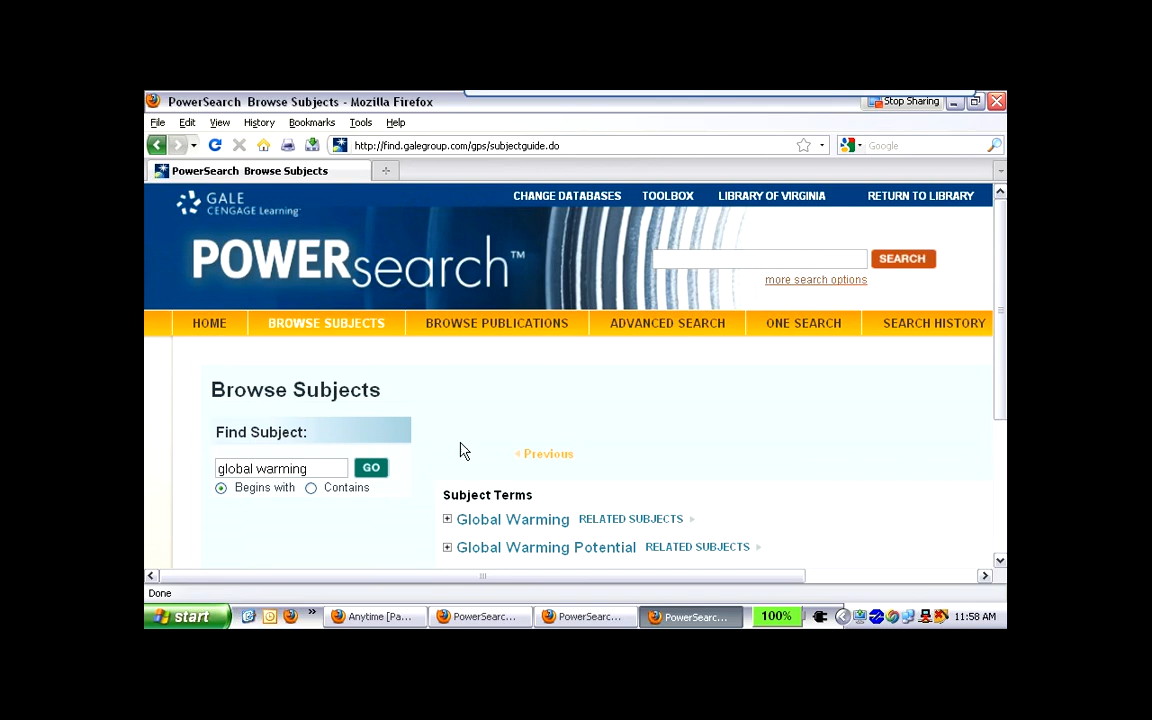 PowerSearch Browse Subjects - Mozilla Firefox
Stop Sharing
File Edit View History Bookmarks Tools Help
http://find.galegroup.com/gps/subjectguide.do
Google
PowerSearch Browse Subjects
GALE
CENGAGE Learning
CHANGE DATABASES TOOLBOX LIBRARY OF VIRGINIA RETURN TO LIBRARY
POWERsearch™
SEARCH
more search options
HOME BROWSE SUBJECTS BROWSE PUBLICATIONS ADVANCED SEARCH ONE SEARCH SEARCH HISTORY
Browse Subjects
Find Subject:
Previous
global warming GO
Begins with Contains
Subject Terms
Global Warming RELATED SUBJECTS
Global Warming Potential RELATED SUBJECTS
Done
start Anytime [Pa... PowerSearc... PowerSearc... PowerSearc... 100% 11:58 AM